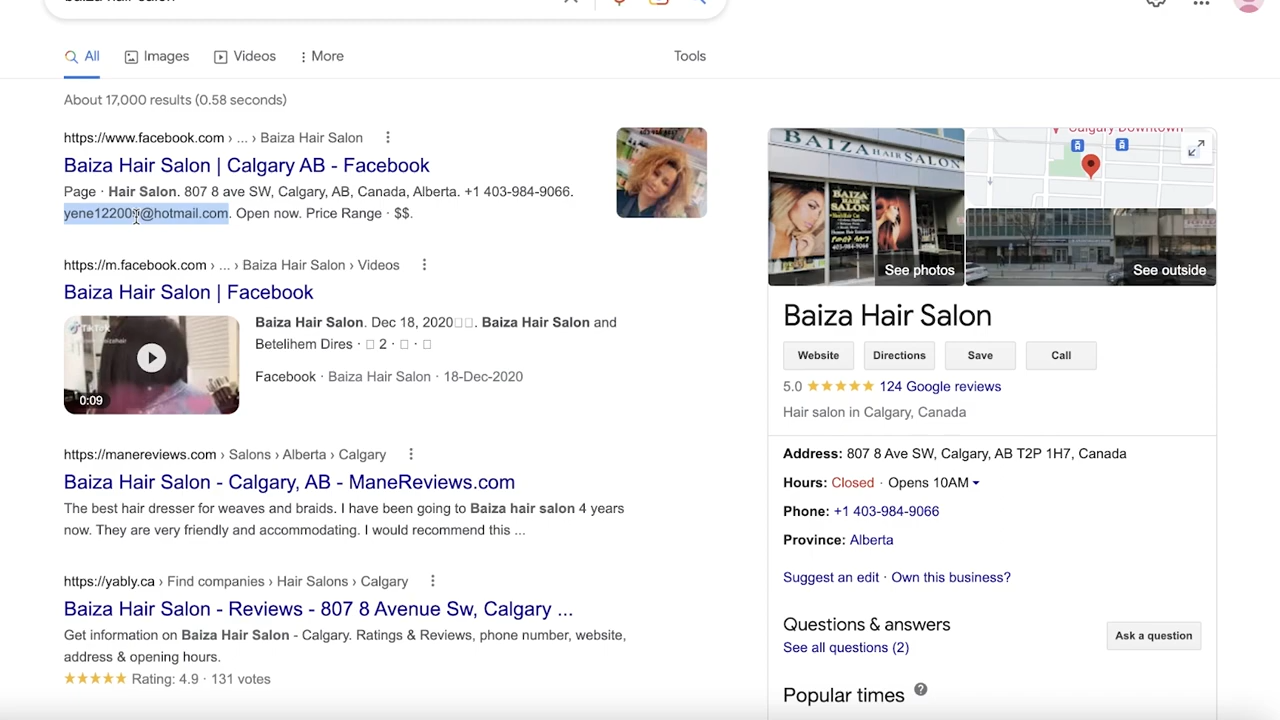 All
Images
Videos
More
Tools
About 17,000 results (0.58 seconds)
https://www.facebook.com › ... › Baiza Hair Salon
Baiza Hair Salon | Calgary AB - Facebook
Page · Hair Salon. 807 8 ave SW, Calgary, AB, Canada, Alberta. +1 403-984-9066.
@hotmail.com. Open now. Price Range · $$.
https://m.facebook.com › ... › Baiza Hair Salon › Videos
Baiza Hair Salon | Facebook
TikTok
0:09
Baiza Hair Salon. Dec 18, 2020. Baiza Hair Salon and
Betelihem Dires · 2 · ·
Facebook · Baiza Hair Salon · 18-Dec-2020
https://manereviews.com › Salons › Alberta › Calgary
Baiza Hair Salon - Calgary, AB - ManeReviews.com
The best hair dresser for weaves and braids. I have been going to Baiza hair salon 4 years
now. They are very friendly and accommodating. I would recommend this ...
https://yably.ca › Find companies › Hair Salons › Calgary
Baiza Hair Salon - Reviews - 807 8 Avenue Sw, Calgary ...
Get information on Baiza Hair Salon - Calgary. Ratings & Reviews, phone number, website,
address & opening hours.
Rating: 4.9 · 131 votes
BAIZA HAIR SALON
BAIZA
HAIR
SALON
See photos
Calgary Downtown
See outside
Baiza Hair Salon
Website
Directions
Save
Call
5.0 124 Google reviews
Hair salon in Calgary, Canada
Address: 807 8 Ave SW, Calgary, AB T2P 1H7, Canada
Hours: Closed · Opens 10AM
Phone: +1 403-984-9066
Province: Alberta
Suggest an edit · Own this business?
Questions & answers
See all questions (2)
Ask a question
Popular times